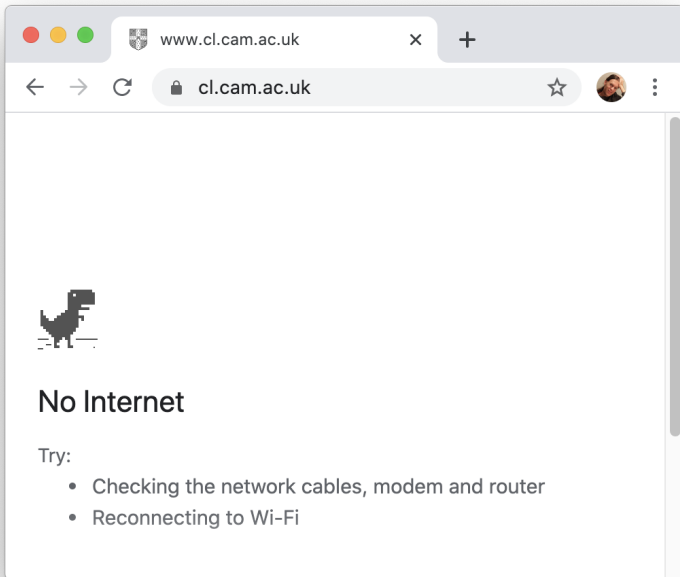 www.cl.cam.ac.uk
cl.cam.ac.uk
No Internet
Try:
• Checking the network cables, modem and router
• Reconnecting to Wi-Fi